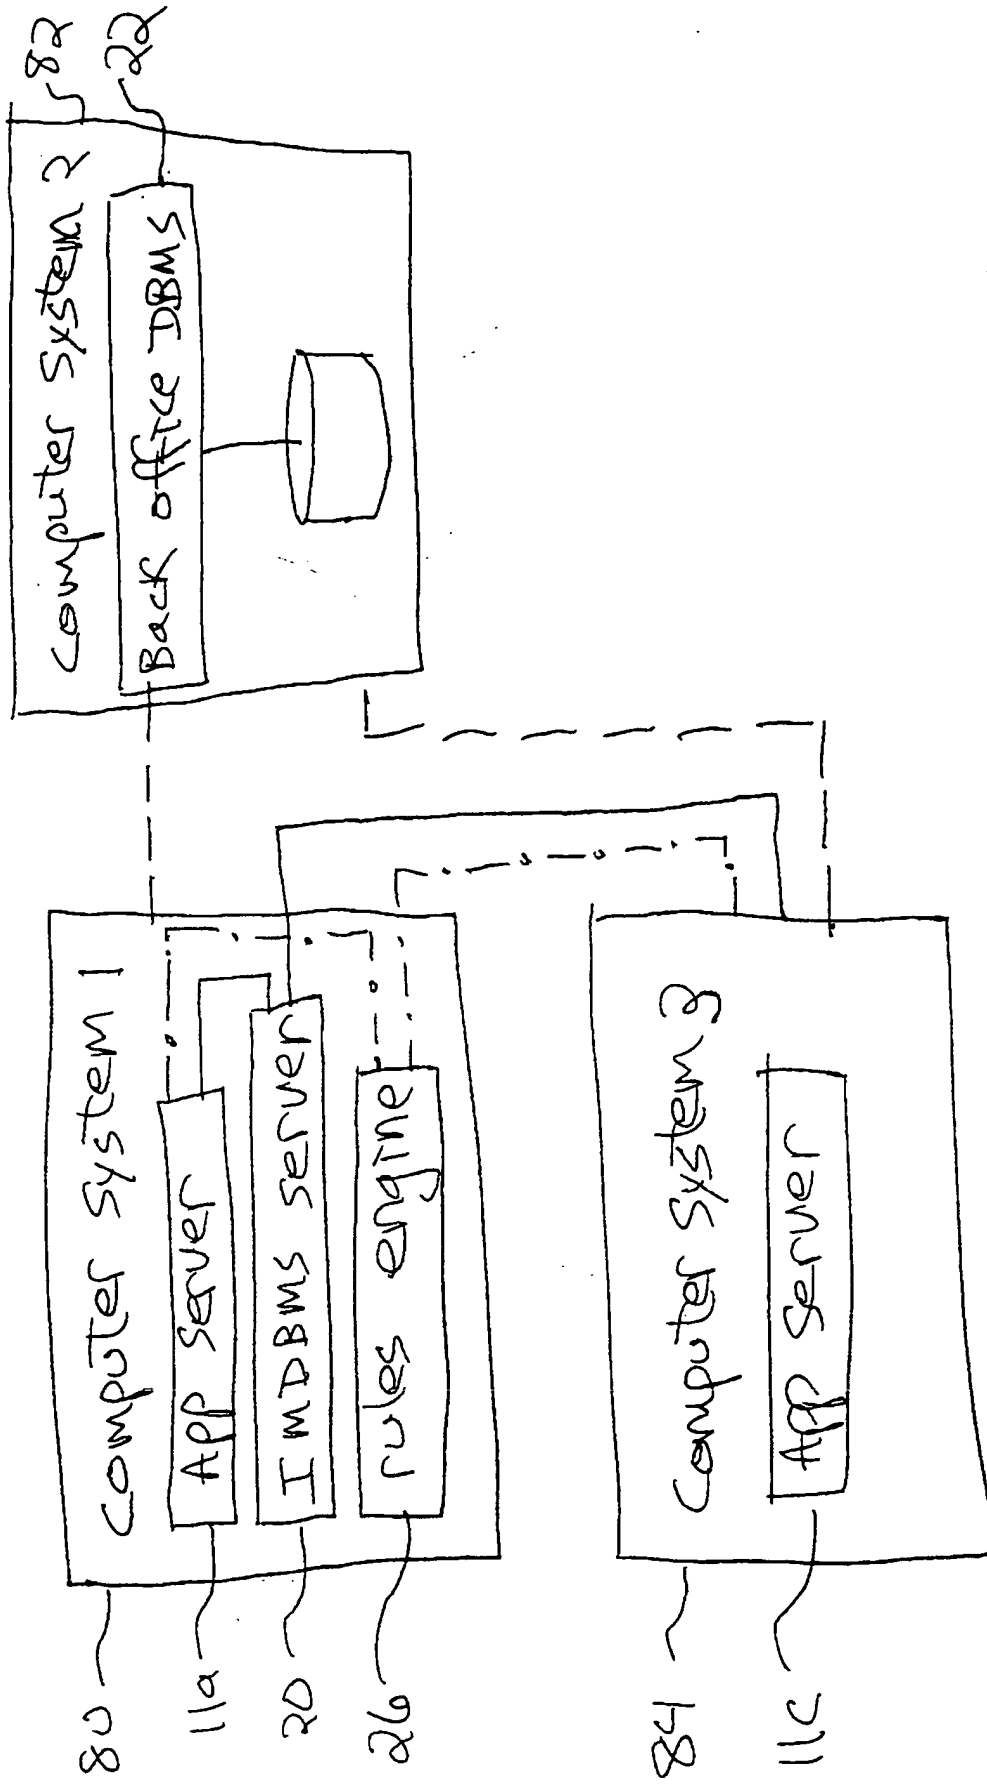 80
Computer System 1
11a
App Server
20
IMDBMS Server
26
rules engine
Computer System 2
82
Back office DBMS
22
84
Computer System 3
11c
App Server